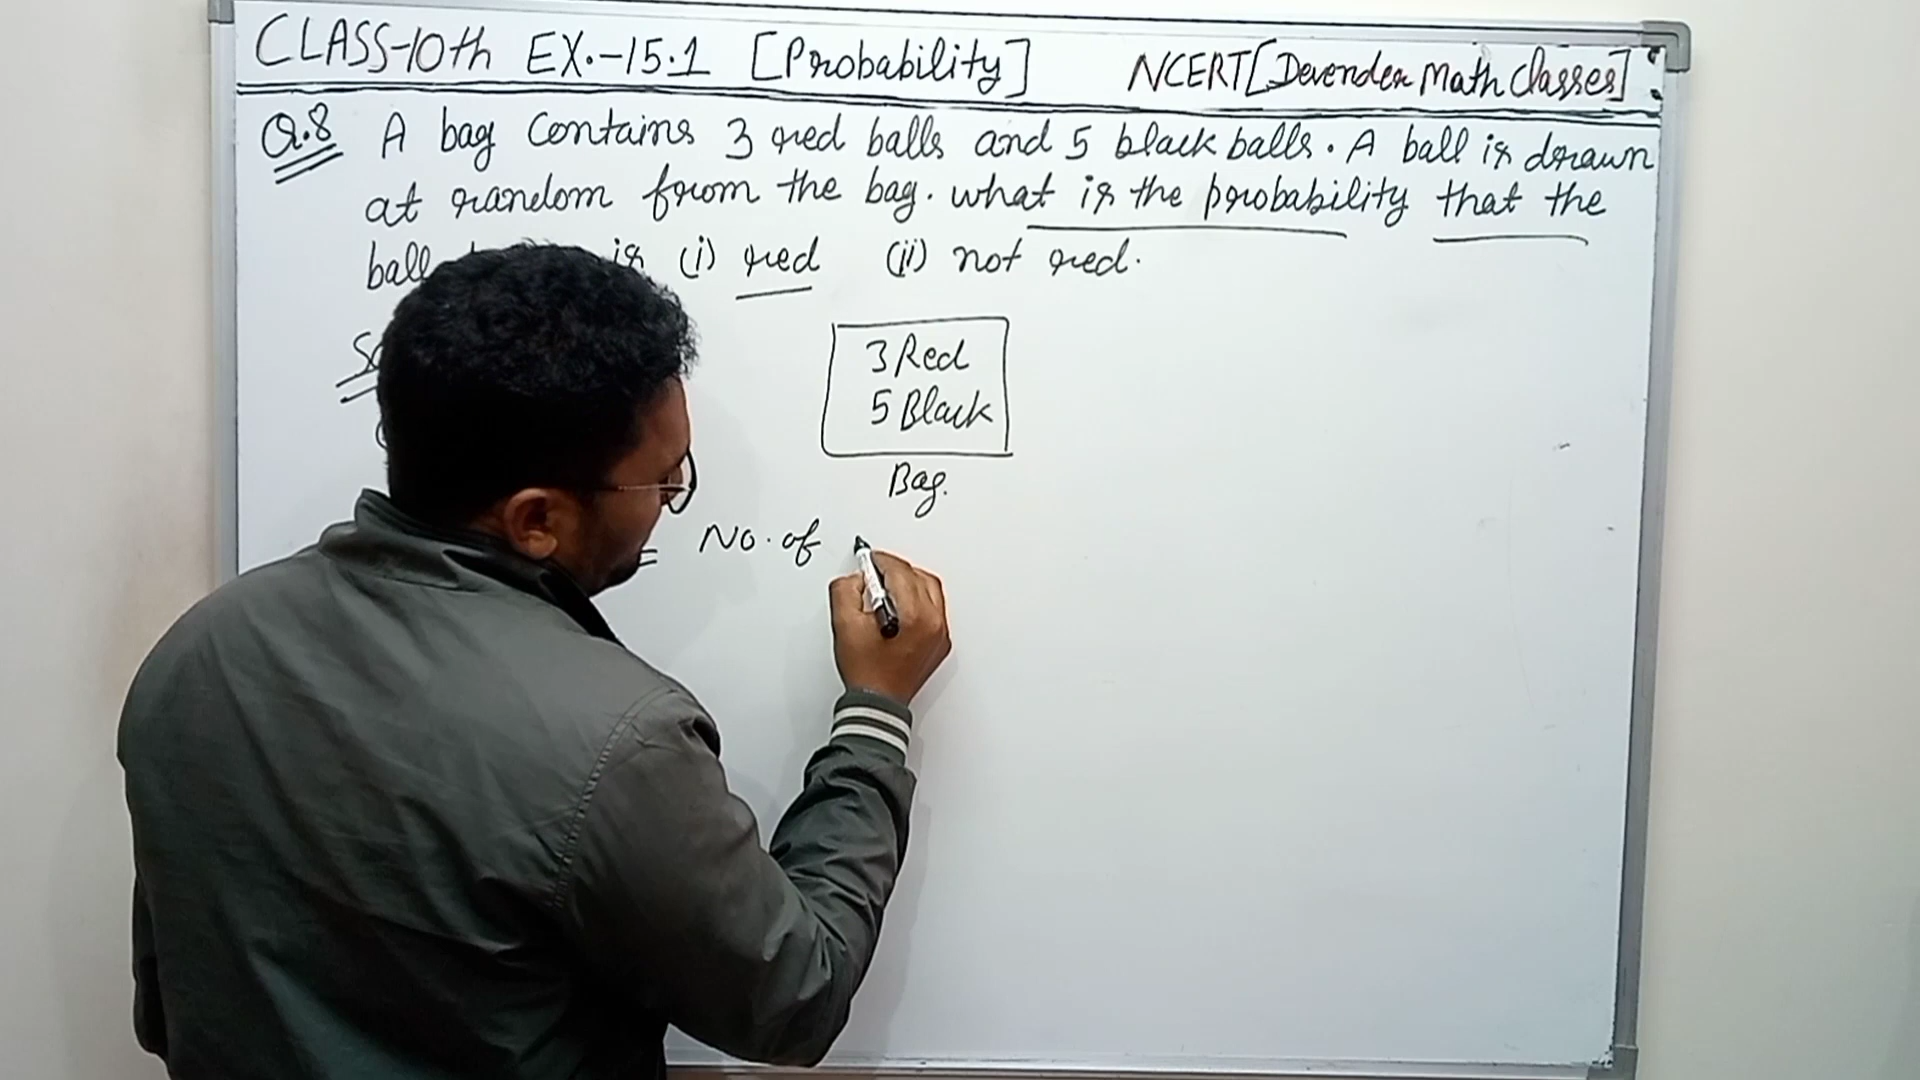 CLASS-10th EX.-15.1 [Probability] NCERT[Devender Math Classes]
Q.8 A bag contains 3 red balls and 5 black balls. A ball is drawn
at random from the bag. what is the probability that the
ball is (i) red (ii) not red.
3 Red
5 Black
Bag.
= No. of